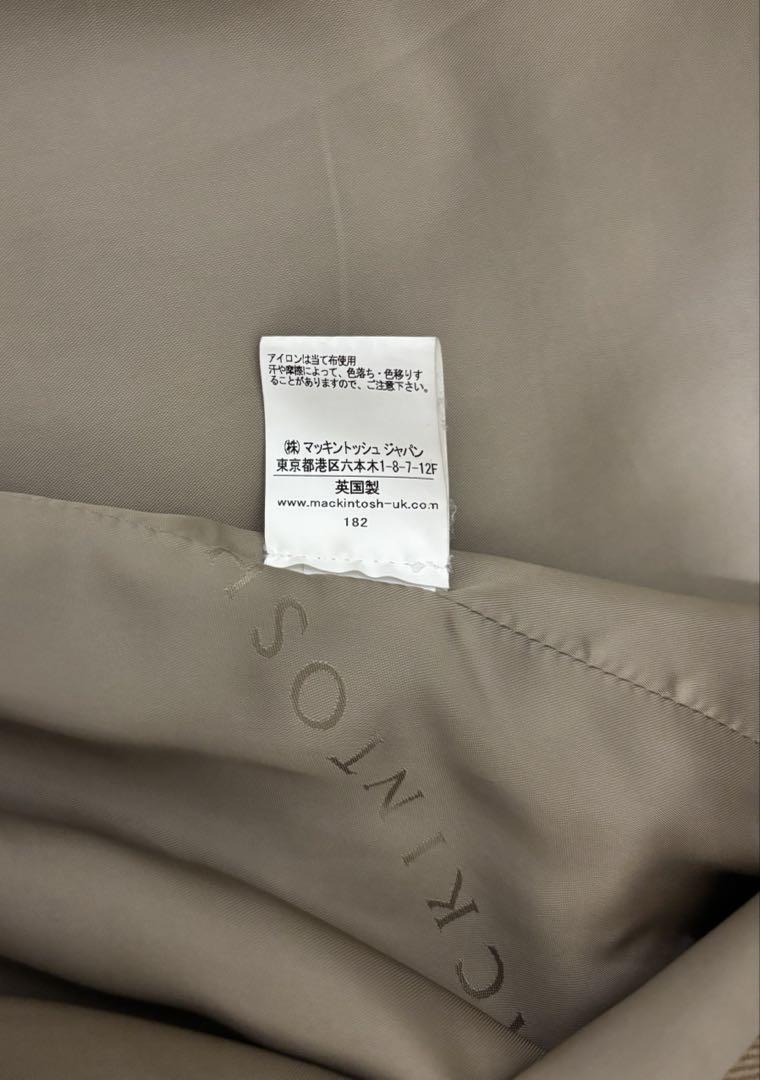 アイロンは当て布使用
汗や摩擦によって、色落ち・色移りす
ることがありますので、ご注意下さい。
(株) マッキントッシュ ジャパン
東京都港区六本木1-8-7-12F
英国製
www.mackintosh-uk.com
182
CKINTOS